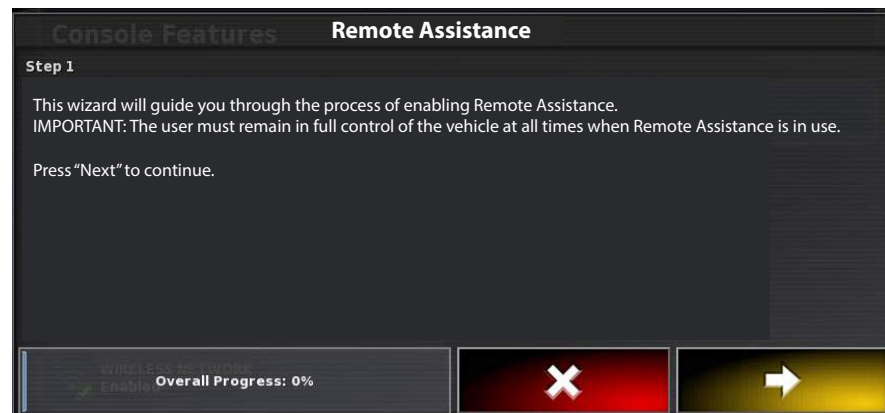 Console Features
Remote Assistance
Step 1
This wizard will guide you through the process of enabling Remote Assistance.
IMPORTANT: The user must remain in full control of the vehicle at all times when Remote Assistance is in use.
Press “Next” to continue.
WIRELESS NETWORK
Enabled
Overall Progress: 0%